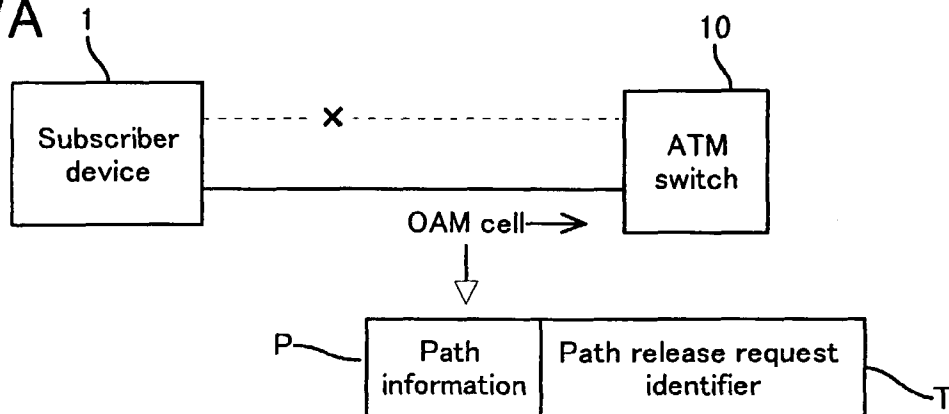 A
1
10
Subscriber
device
×
ATM
switch
OAM cell
P
Path
information
Path release request
identifier
T